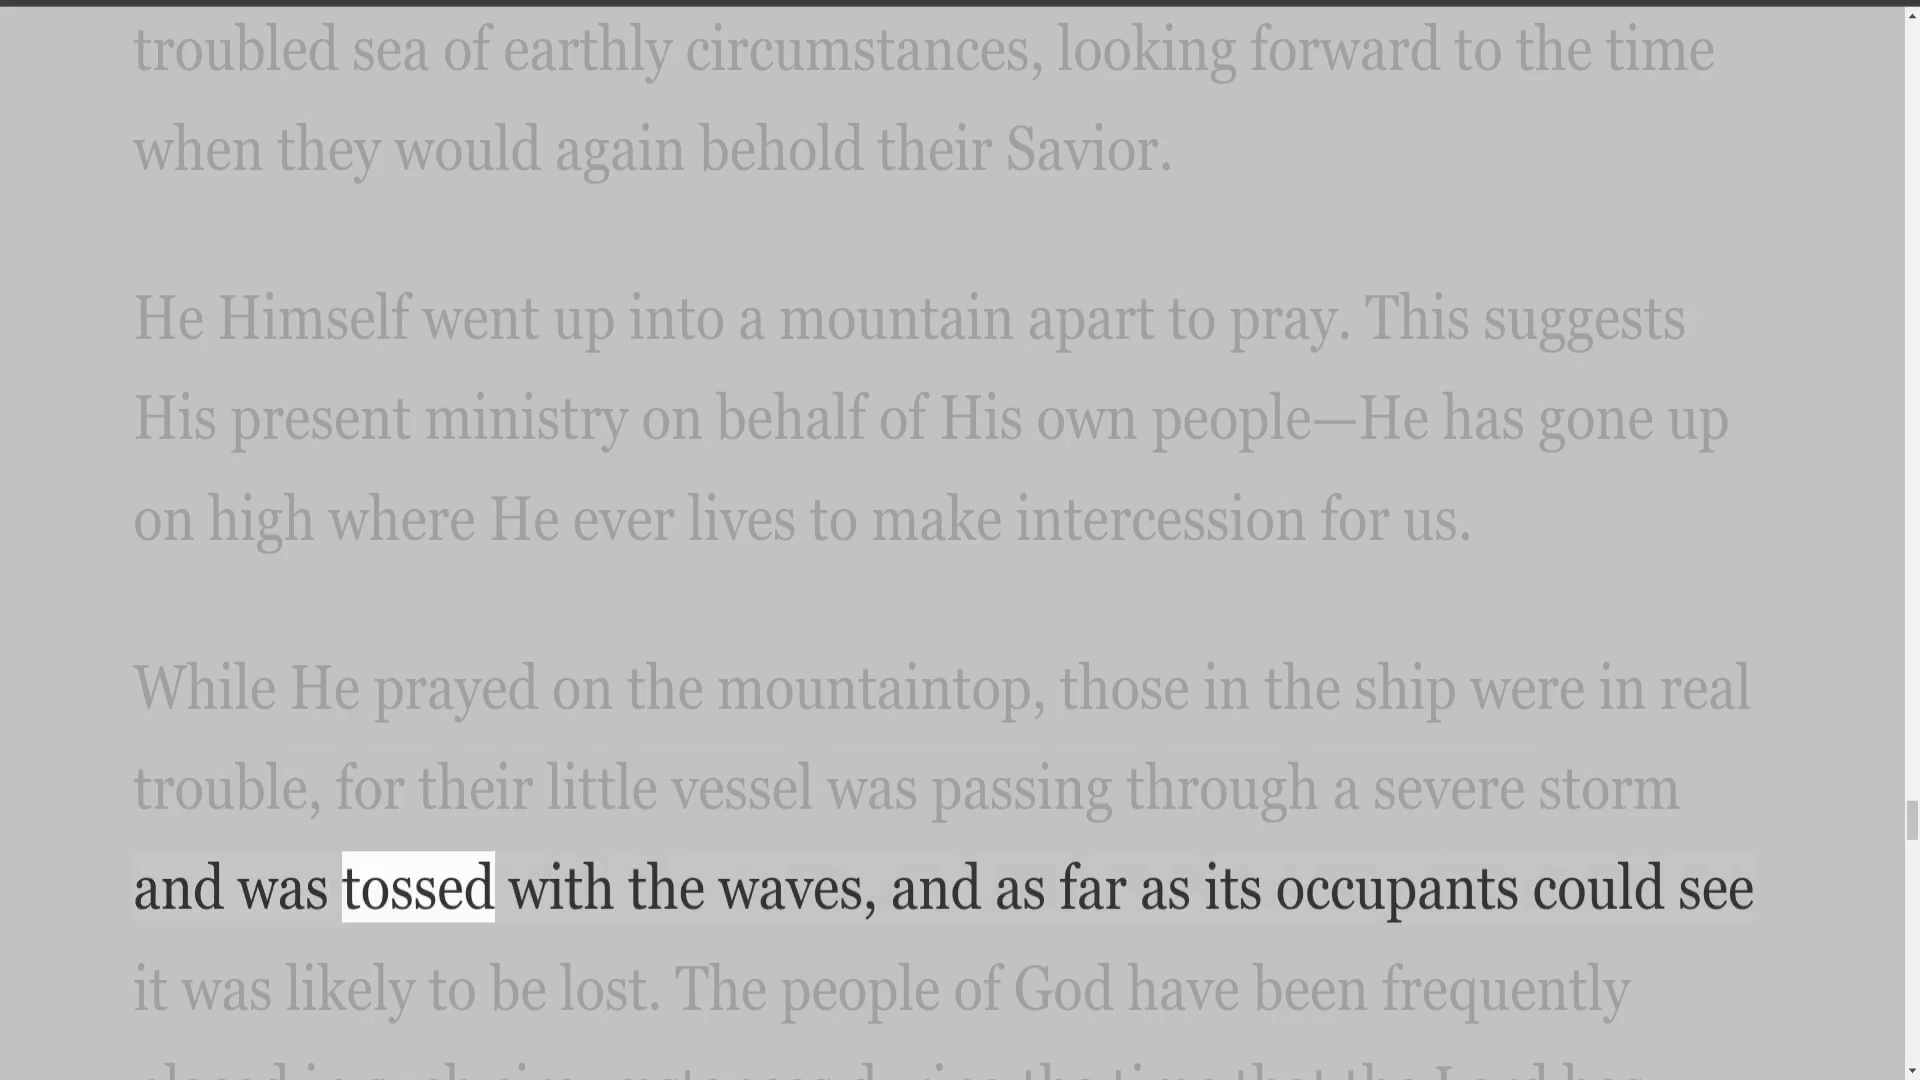 troubled sea of earthly circumstances, looking forward to the time
when they would again behold their Savior.
He Himself went up into a mountain apart to pray. This suggests
His present ministry on behalf of His own people—He has gone up
on high where He ever lives to make intercession for us.
While He prayed on the mountaintop, those in the ship were in real
trouble, for their little vessel was passing through a severe storm
and was tossed with the waves, and as far as its occupants could see
it was likely to be lost. The people of God have been frequently